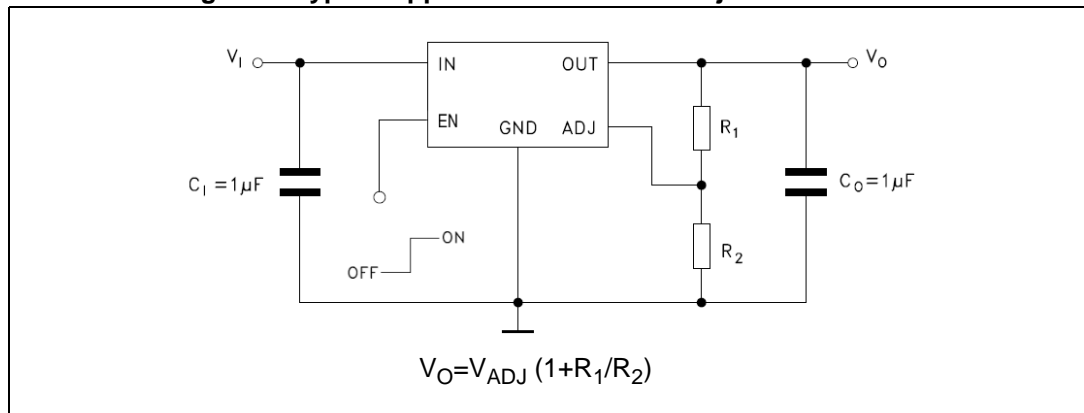 V_I
IN
OUT
V_O
EN
GND
ADJ
R_1
C_I = 1µF
C_O = 1µF
ON
OFF
R_2
V_O=V_ADJ (1+R_1/R_2)